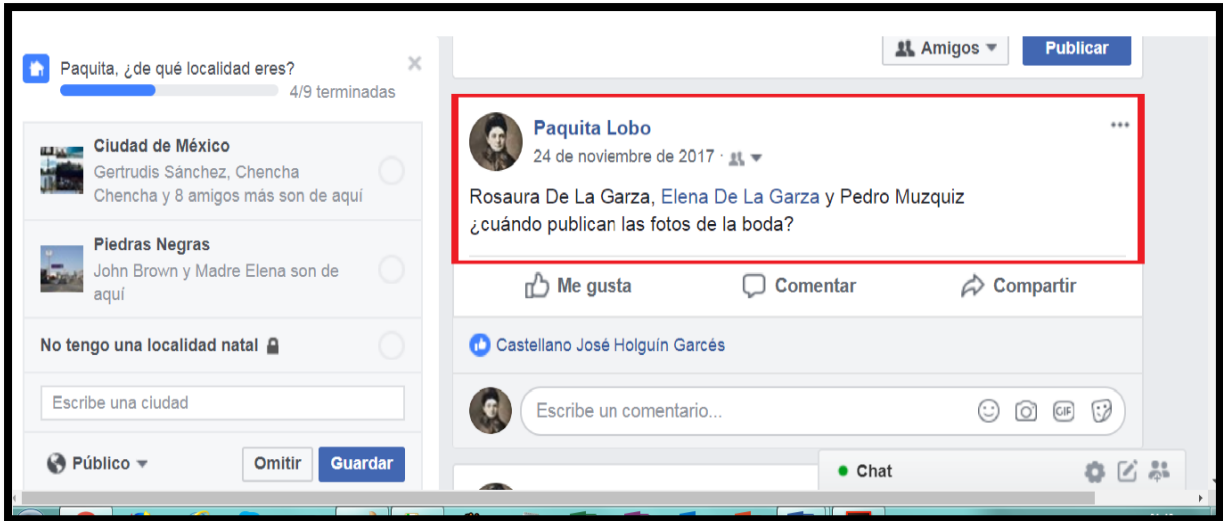 Paquita, ¿de qué localidad eres?
4/9 terminadas
Ciudad de México
Gertrudis Sánchez, Chencha
Chencha y 8 amigos más son de aquí
Piedras Negras
John Brown y Madre Elena son de
aquí
No tengo una localidad natal
Escribe una ciudad
Público
Omitir
Guardar
Amigos
Publicar
Paquita Lobo
24 de noviembre de 2017 ·
Rosaura De La Garza, Elena De La Garza y Pedro Muzquiz
¿cuándo publican las fotos de la boda?
Me gusta
Comentar
Compartir
Castellano José Holguín Garcés
Escribe un comentario...
GIF
Chat